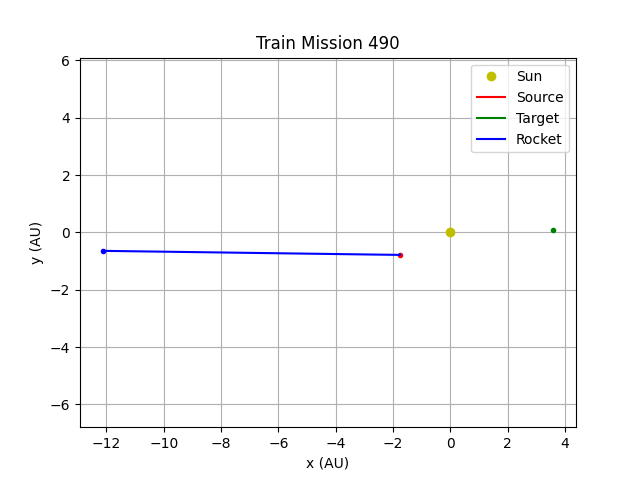 Train Mission 490
Sun
Source
Target
Rocket
6
4
2
0
−2
−4
−6
y (AU)
−12 −10 −8 −6 −4 −2 0 2 4
x (AU)